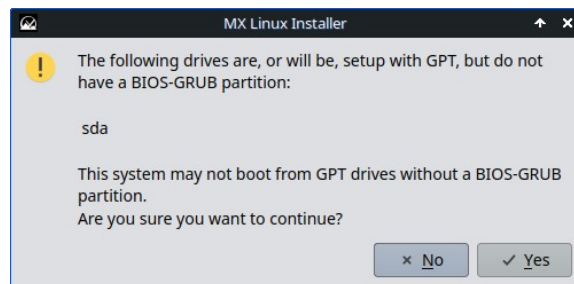 MX Linux Installer
The following drives are, or will be, setup with GPT, but do not
have a BIOS-GRUB partition:
sda
This system may not boot from GPT drives without a BIOS-GRUB
partition.
Are you sure you want to continue?
No
Yes